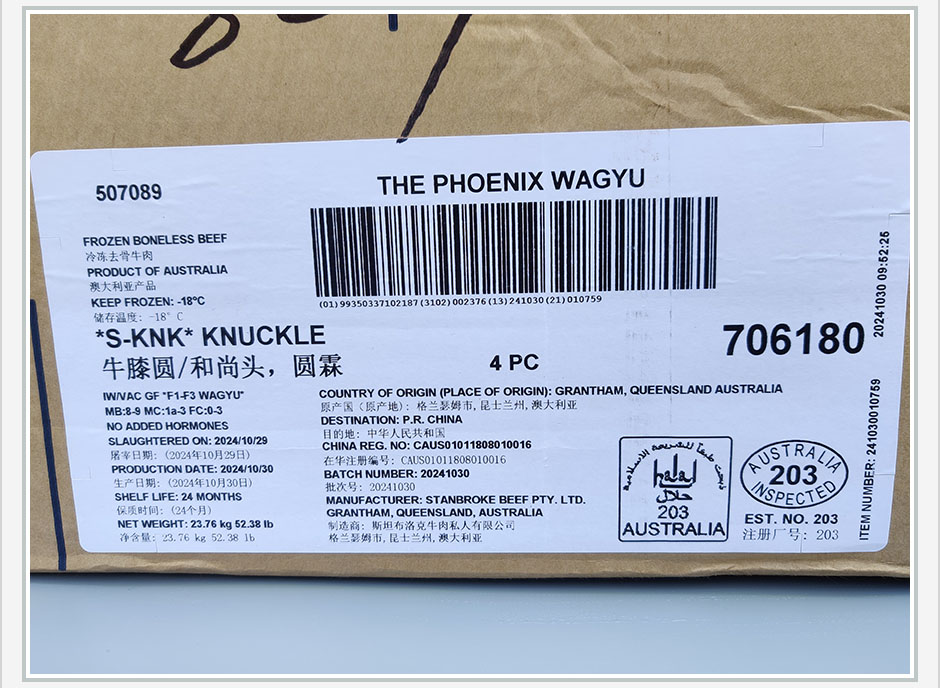 507089
THE PHOENIX WAGYU
FROZEN BONELESS BEEF
冷冻去骨牛肉
PRODUCT OF AUSTRALIA
澳大利亚产品
KEEP FROZEN: -18°C
储存温度: -18° C
(01) 99350337102187 (3102) 002376 (13) 241030 (21) 010759
*S-KNK* KNUCKLE
牛膝圆/和尚头，圆霖
4 PC
706180
20241030 09:52:25
IW/VAC GF *F1-F3 WAGYU*
MB:8-9 MC:1a-3 FC:0-3
NO ADDED HORMONES
SLAUGHTERED ON: 2024/10/29
屠宰日期: (2024年10月29日)
PRODUCTION DATE: 2024/10/30
生产日期: (2024年10月30日)
SHELF LIFE: 24 MONTHS
保质时间: (24个月)
NET WEIGHT: 23.76 kg 52.38 lb
净含量: 23.76 kg 52.38 lb
COUNTRY OF ORIGIN (PLACE OF ORIGIN): GRANTHAM, QUEENSLAND AUSTRALIA
原产国 (原产地): 格兰瑟姆市,昆士兰州,澳大利亚
DESTINATION: P.R. CHINA
目的地: 中华人民共和国
CHINA REG. NO: CAUS01011808010016
在华注册编号: CAUS01011808010016
BATCH NUMBER: 20241030
批次号: 20241030
MANUFACTURER: STANBROKE BEEF PTY. LTD.
GRANTHAM, QUEENSLAND, AUSTRALIA
制造商: 斯坦布洛克牛肉私人有限公司
格兰瑟姆市,昆士兰州,澳大利亚
ذبحت طبقا للشريعة الاسلامية
halal
حلال
203
AUSTRALIA
AUSTRALIA
203
INSPECTED
EST. NO. 203
注册厂号: 203
ITEM NUMBER: 241030010759